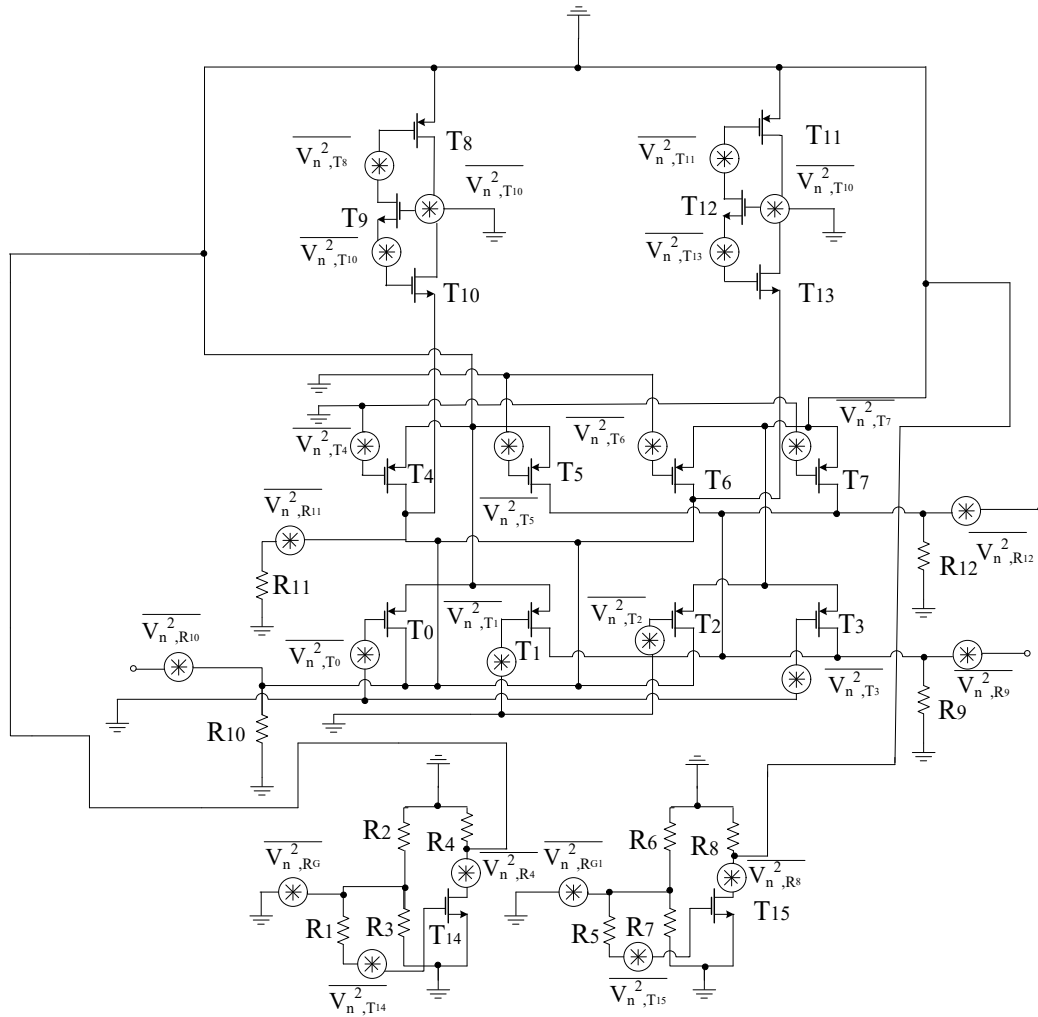 T8
V_n^2,T8
V_n^2,T10
T9
V_n^2,T10
T10
T11
V_n^2,T11
V_n^2,T10
T12
V_n^2,T13
T13
V_n^2,T4
T4
V_n^2,T5
T5
V_n^2,T6
T6
V_n^2,T7
T7
V_n^2,R11
R11
R12
V_n^2,R12
V_n^2,R10
R10
V_n^2,T0
T0
V_n^2,T1
T1
V_n^2,T2
T2
T3
V_n^2,T3
V_n^2,R9
R9
R2
R4
V_n^2,RG
V_n^2,R4
R1
R3
T14
V_n^2,T14
R6
R8
V_n^2,RG1
V_n^2,R8
R5
R7
T15
V_n^2,T15